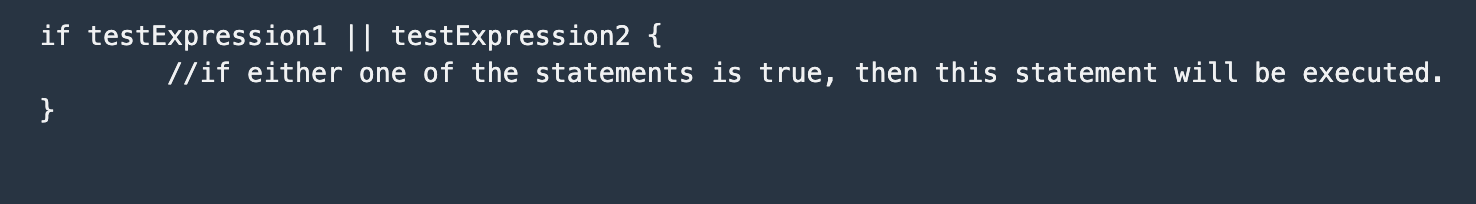 if testExpression1 || testExpression2 {
        //if either one of the statements is true, then this statement will be executed.
}